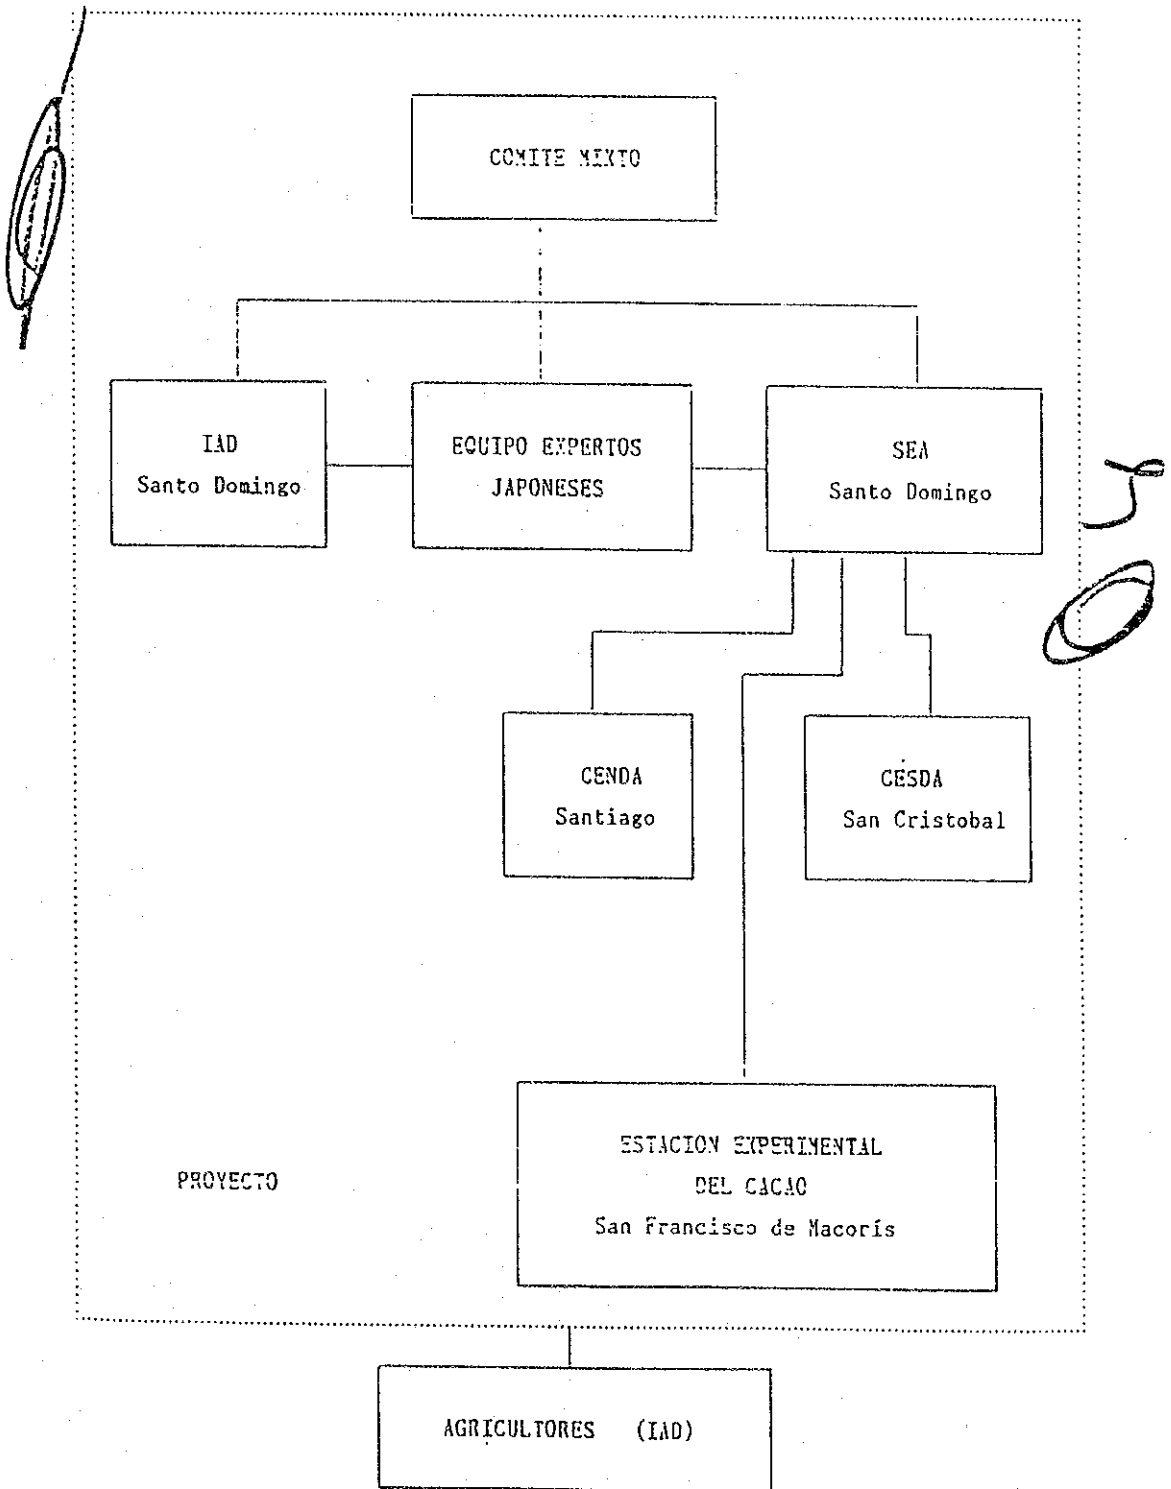 COMITE MIXTO
IAD
Santo Domingo
EQUIPO EXPERTOS
JAPONESES
SEA
Santo Domingo
CENDA
Santiago
CESDA
San Cristobal
ESTACION EXPERIMENTAL
DEL CACAO
San Francisco de Macorís
PROYECTO
AGRICULTORES (IAD)